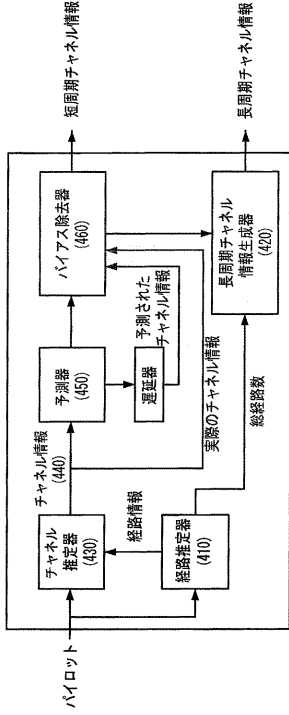 パイロット
チャネル
推定器
(430)
チャネル情報
(440)
予測器
(450)
バイアス除去器
(460)
短周期チャネル情報
経路情報
遅延器
予測された
チャネル情報
実際のチャネル情報
経路推定器
(410)
総経路数
長周期チャネル
情報生成器
(420)
長周期チャネル情報